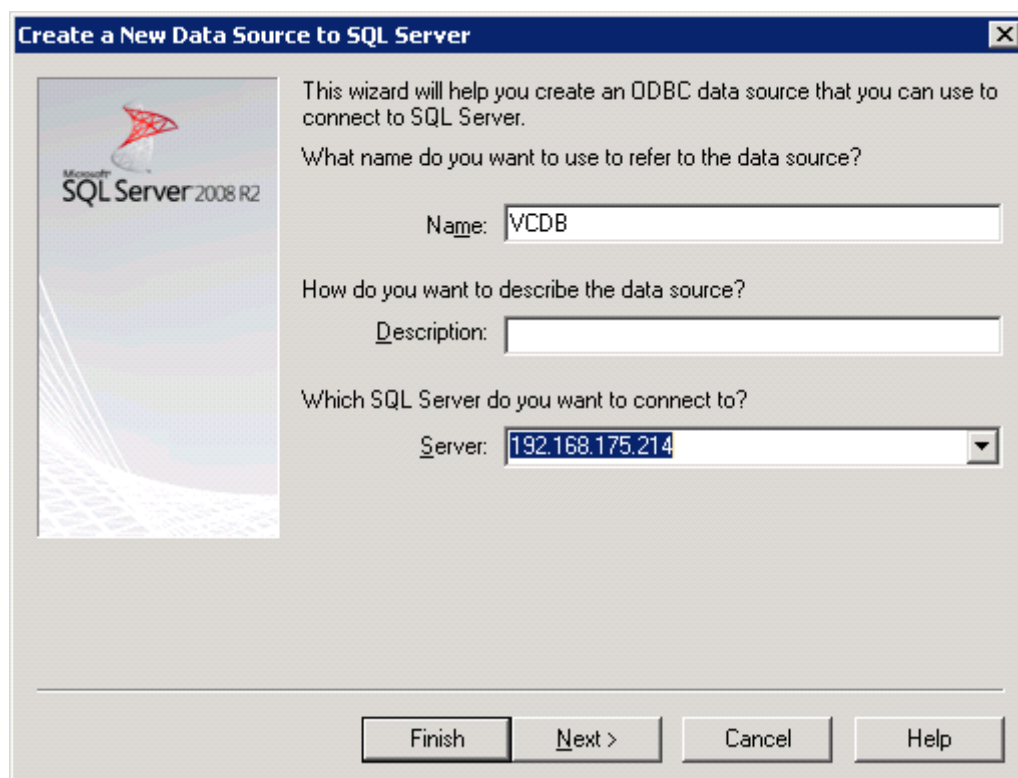 Create a New Data Source to SQL Server
This wizard will help you create an ODBC data source that you can use to
connect to SQL Server.
What name do you want to use to refer to the data source?
Microsoft
SQL Server 2008 R2
Name: VCDB
How do you want to describe the data source?
Description:
Which SQL Server do you want to connect to?
Server: 192.168.175.214
Finish Next > Cancel Help